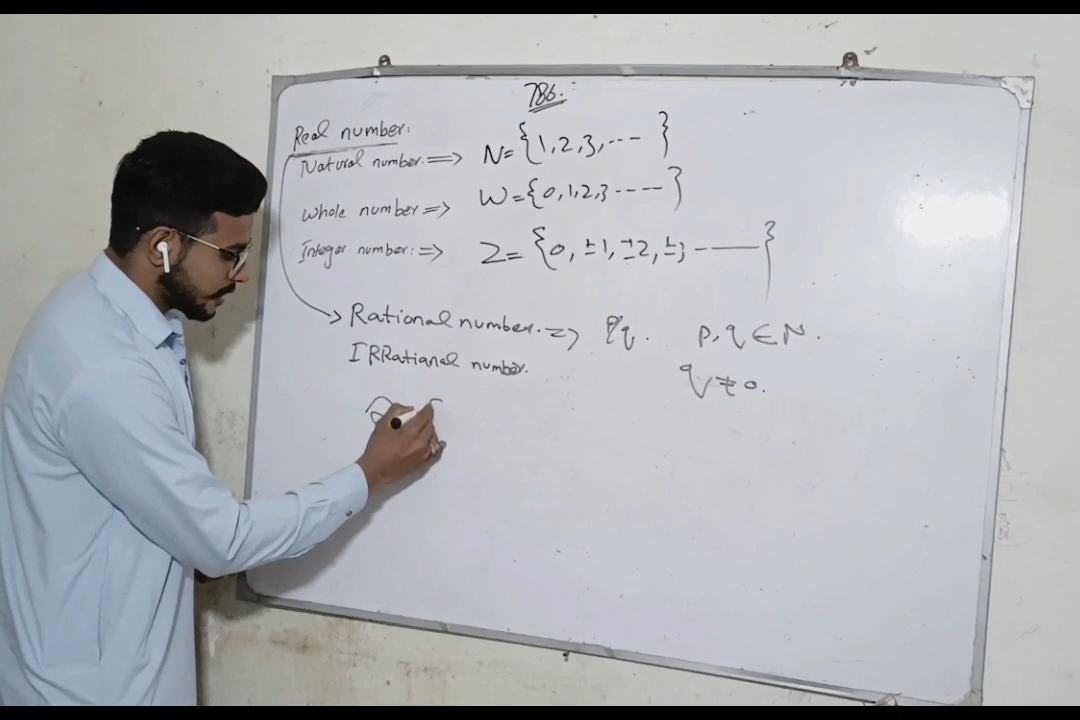 786.
Real number:
Natural number. => N = {1, 2, 3, --- }
Whole number => W = {0, 1, 2, 3 ---- }
Integer number: => Z = {0, ±1, ±2, ±3 ---- }
Rational number. => P/q. p, q ∈ N.
IRRational number. q ≠ 0.